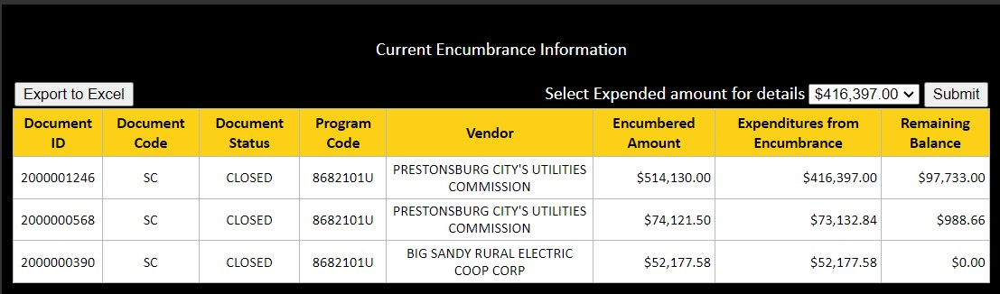 Current Encumbrance Information
Export to Excel Select Expended amount for details $416,397.00 Submit
Document ID Document Code Document Status Program Code Vendor Encumbered Amount Expenditures from Encumbrance Remaining Balance
2000001246 SC CLOSED 8682101U PRESTONSBURG CITY'S UTILITIES COMMISSION $514,130.00 $416,397.00 $97,733.00
2000000568 SC CLOSED 8682101U PRESTONSBURG CITY'S UTILITIES COMMISSION $74,121.50 $73,132.84 $988.66
2000000390 SC CLOSED 8682101U BIG SANDY RURAL ELECTRIC COOP CORP $52,177.58 $52,177.58 $0.00